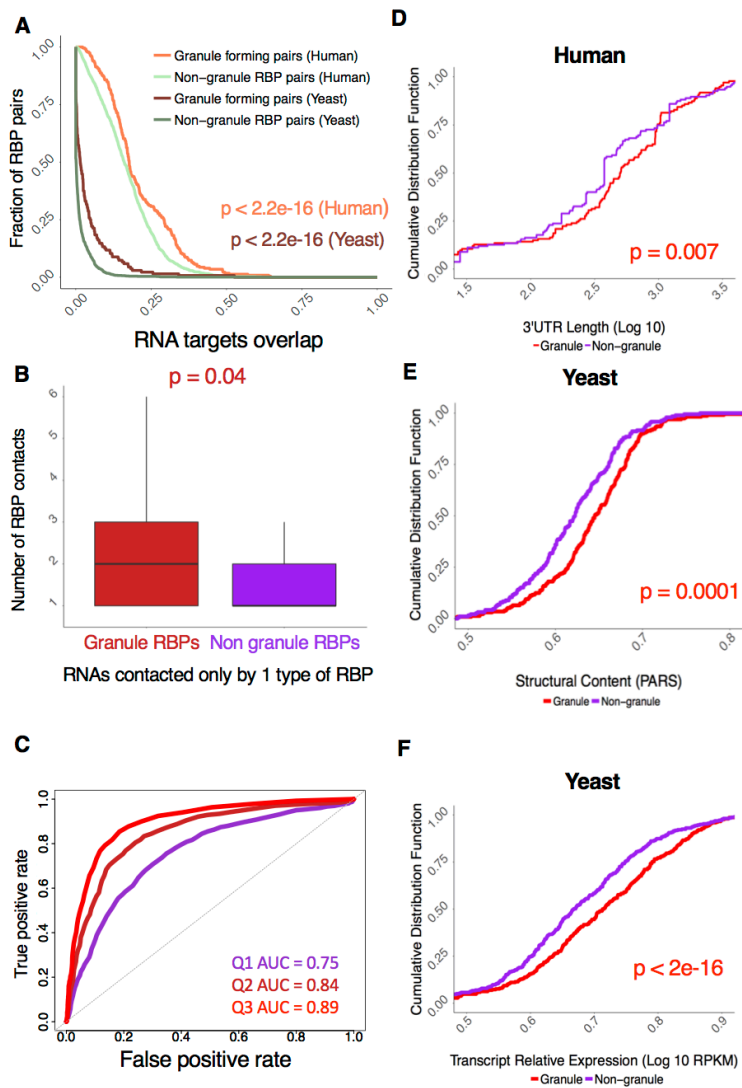 A
Fraction of RBP pairs
1.00
0.75
0.50
0.25
0.00
Granule forming pairs (Human)
Non-granule RBP pairs (Human)
Granule forming pairs (Yeast)
Non-granule RBP pairs (Yeast)
p < 2.2e-16 (Human)
p < 2.2e-16 (Yeast)
0.00 0.25 0.50 0.75 1.00
RNA targets overlap
B
p = 0.04
Number of RBP contacts
6
5
4
3
2
1
Granule RBPs Non granule RBPs
RNAs contacted only by 1 type of RBP
C
True positive rate
1.0
0.8
0.6
0.4
0.2
0.0
Q1 AUC = 0.75
Q2 AUC = 0.84
Q3 AUC = 0.89
0.0 0.2 0.4 0.6 0.8 1.0
False positive rate
D
Human
Cumulative Distribution Function
1.00
0.75
0.50
0.25
0.00
p = 0.007
1.5 2.0 2.5 3.0 3.5
3'UTR Length (Log 10)
Granule Non-granule
E
Yeast
Cumulative Distribution Function
1.00
0.75
0.50
0.25
0.00
p = 0.0001
0.5 0.6 0.7 0.8
Structural Content (PARS)
Granule Non-granule
F
Yeast
Cumulative Distribution Function
1.00
0.75
0.50
0.25
0.00
p < 2e-16
0.5 0.6 0.7 0.8 0.9
Transcript Relative Expression (Log 10 RPKM)
Granule Non-granule